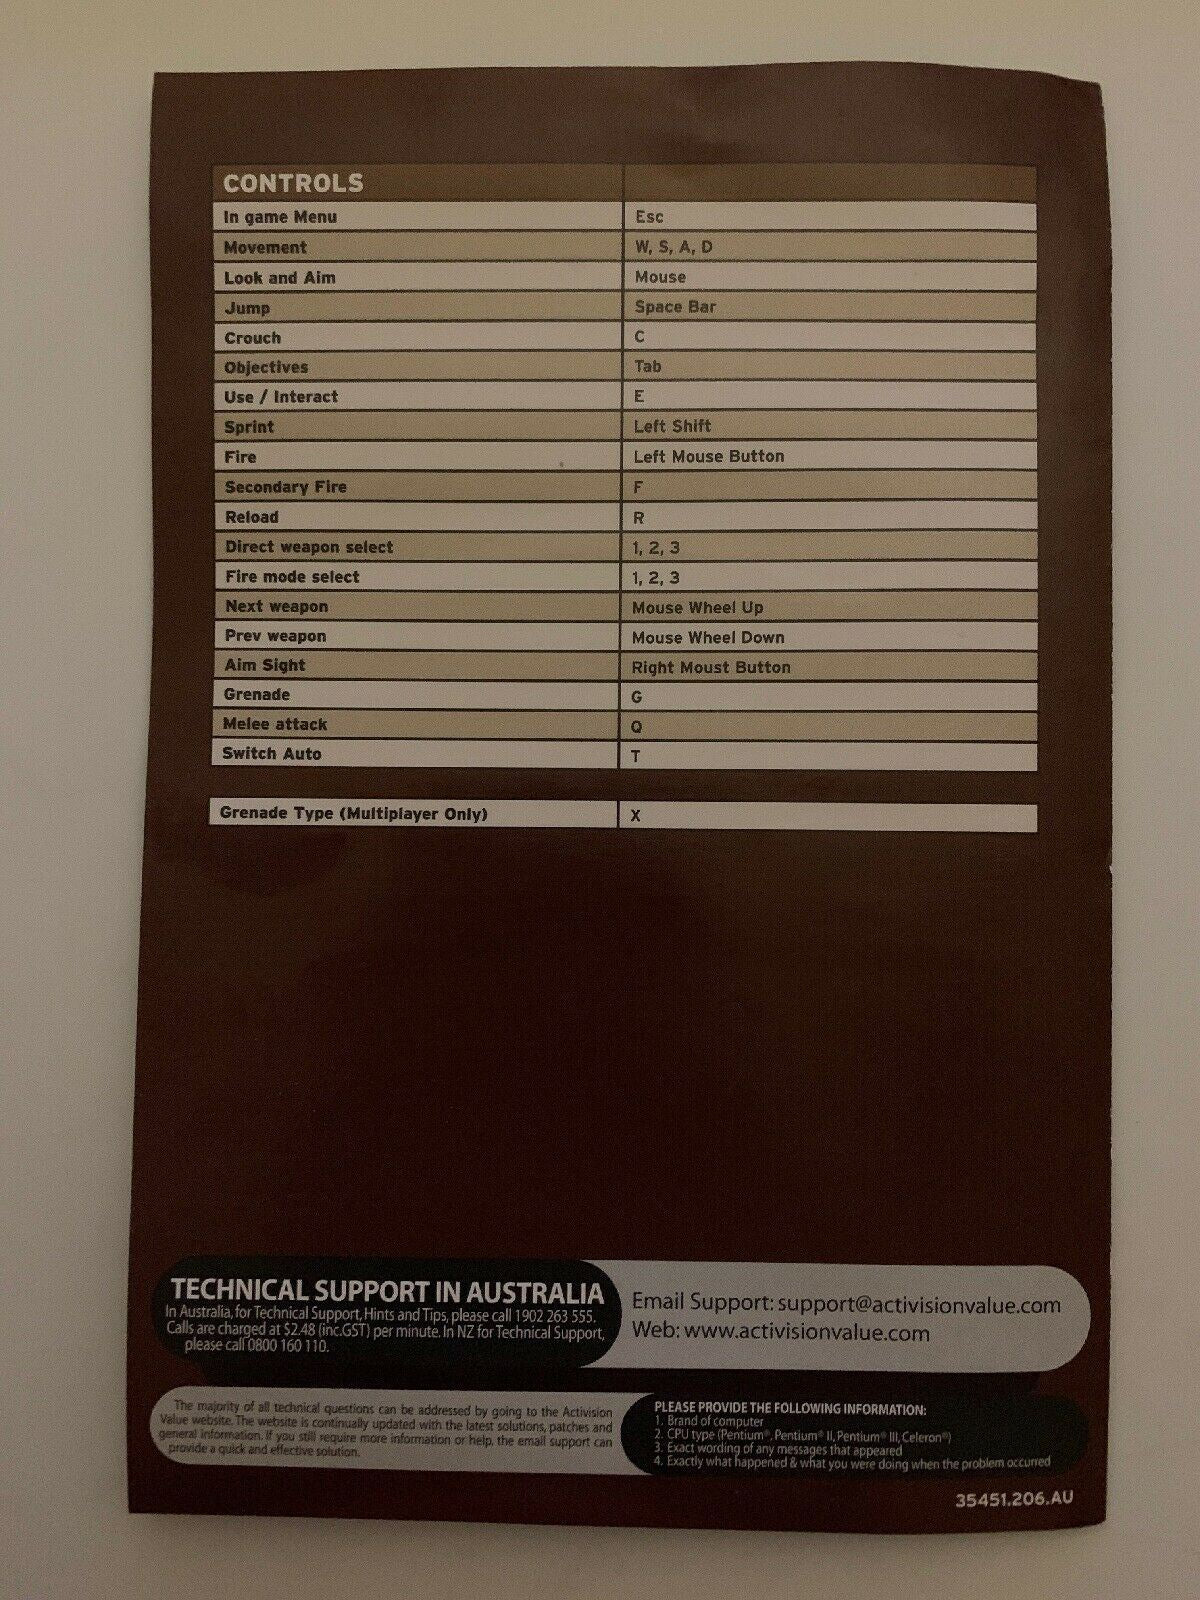 CONTROLS
In game Menu Esc
Movement W, S, A, D
Look and Aim Mouse
Jump Space Bar
Crouch C
Objectives Tab
Use / Interact E
Sprint Left Shift
Fire Left Mouse Button
Secondary Fire F
Reload R
Direct weapon select 1, 2, 3
Fire mode select 1, 2, 3
Next weapon Mouse Wheel Up
Prev weapon Mouse Wheel Down
Aim Sight Right Moust Button
Grenade G
Melee attack Q
Switch Auto T
Grenade Type (Multiplayer Only) X
TECHNICAL SUPPORT IN AUSTRALIA
In Australia, for Technical Support, Hints and Tips, please call 1902 263 555.
Calls are charged at $2.48 (inc.GST) per minute. In NZ for Technical Support,
please call 0800 160 110.
Email Support: support@activisionvalue.com
Web: www.activisionvalue.com
The majority of all technical questions can be addressed by going to the Activision
Value website. The website is continually updated with the latest solutions, patches and
general information. If you still require more information or help, the email support can
provide a quick and effective solution.
PLEASE PROVIDE THE FOLLOWING INFORMATION:
1. Brand of computer
2. CPU type (Pentium®, Pentium® II, Pentium® III, Celeron®)
3. Exact wording of any messages that appeared
4. Exactly what happened & what you were doing when the problem occurred
35451.206.AU